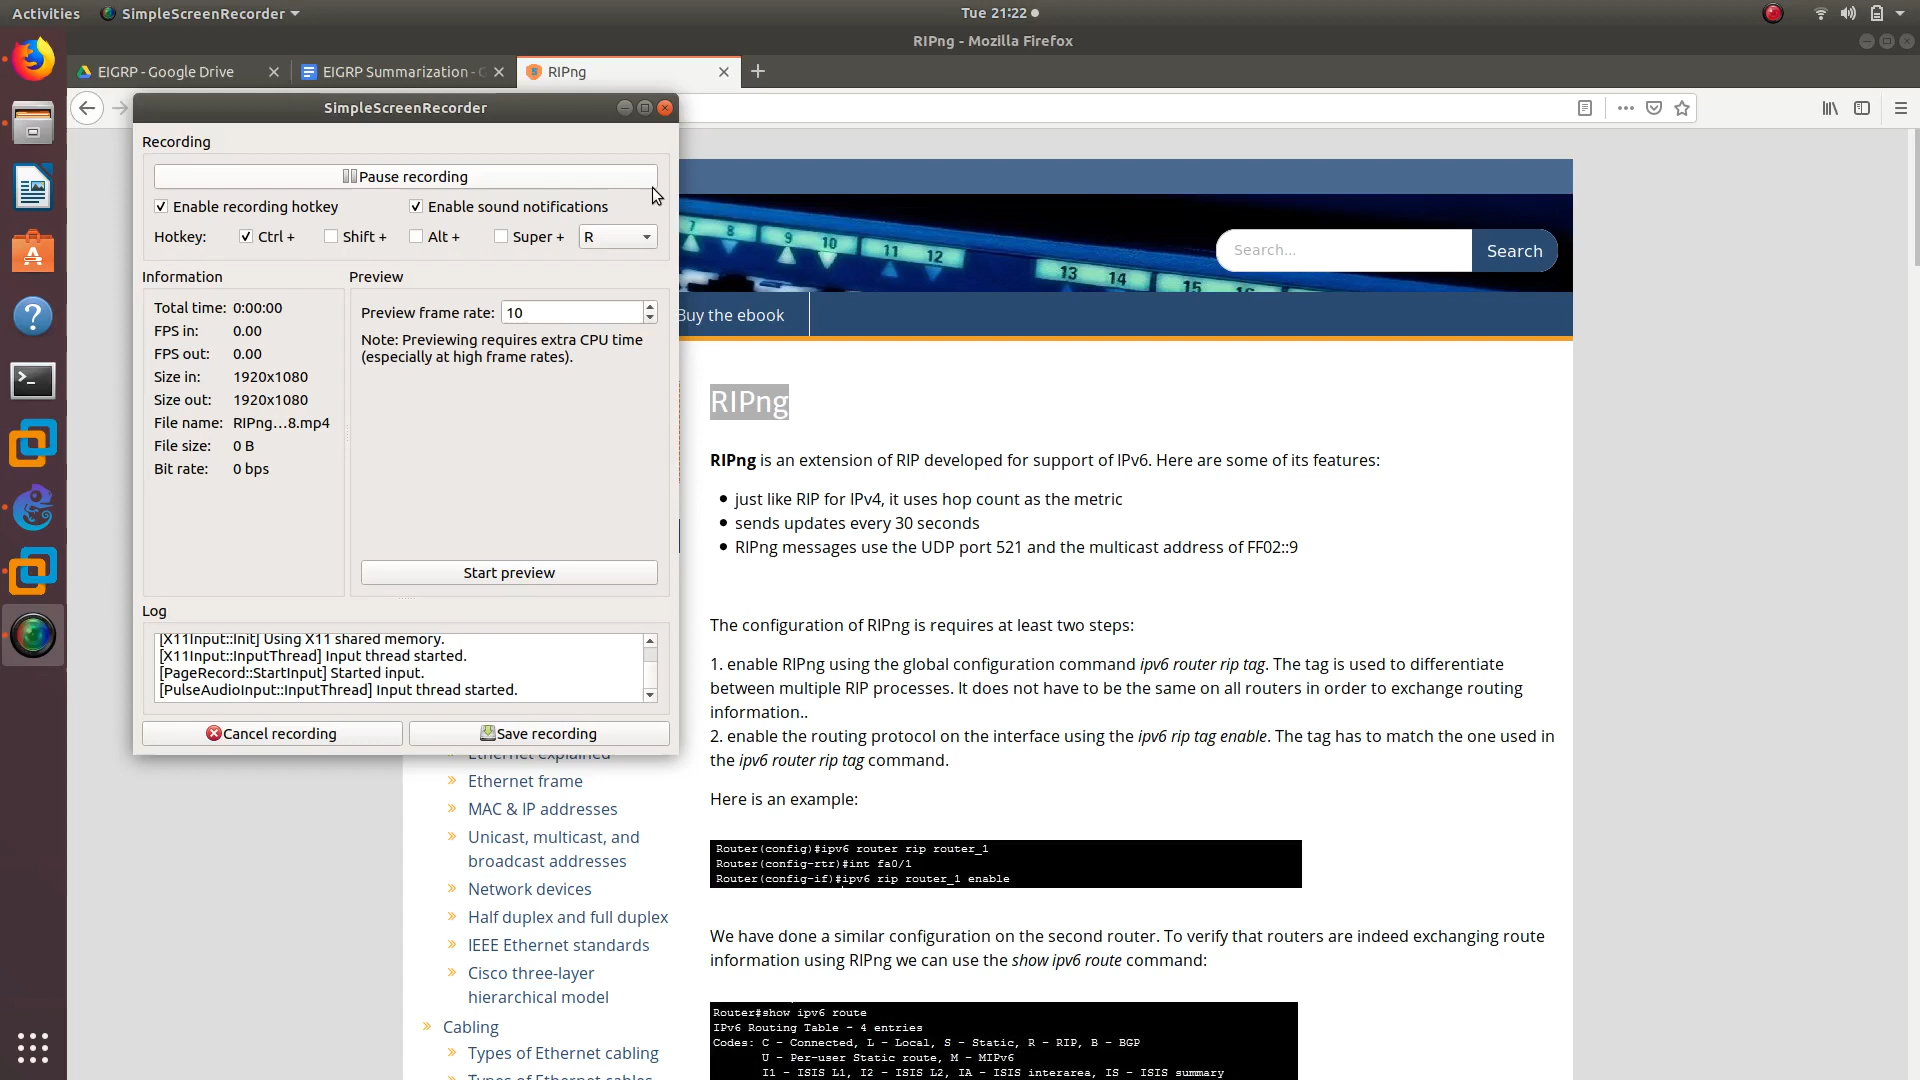 Activities
SimpleScreenRecorder
Tue 21:22
RIPng - Mozilla Firefox
EIGRP - Google Drive
EIGRP Summarization -
RIPng
SimpleScreenRecorder
Recording
Pause recording
Enable recording hotkey
Enable sound notifications
Hotkey:
Ctrl +
Shift +
Alt +
Super +
R
Information
Total time: 0:00:00
FPS in: 0.00
FPS out: 0.00
Size in: 1920x1080
Size out: 1920x1080
File name: RIPng...8.mp4
File size: 0 B
Bit rate: 0 bps
Preview
Preview frame rate: 10
Note: Previewing requires extra CPU time
(especially at high frame rates).
Start preview
Log
[X11Input::Init] Using X11 shared memory.
[X11Input::InputThread] Input thread started.
[PageRecord::StartInput] Started input.
[PulseAudioInput::InputThread] Input thread started.
Cancel recording
Save recording
7 8 9 10 11 12 13 14 15
Search...
Search
Buy the ebook
Ethernet explained
Ethernet frame
MAC & IP addresses
Unicast, multicast, and
broadcast addresses
Network devices
Half duplex and full duplex
IEEE Ethernet standards
Cisco three-layer
hierarchical model
Cabling
Types of Ethernet cabling
RIPng
RIPng is an extension of RIP developed for support of IPv6. Here are some of its features:
just like RIP for IPv4, it uses hop count as the metric
sends updates every 30 seconds
RIPng messages use the UDP port 521 and the multicast address of FF02::9
The configuration of RIPng is requires at least two steps:
1. enable RIPng using the global configuration command ipv6 router rip tag. The tag is used to differentiate
between multiple RIP processes. It does not have to be the same on all routers in order to exchange routing
information..
2. enable the routing protocol on the interface using the ipv6 rip tag enable. The tag has to match the one used in
the ipv6 router rip tag command.
Here is an example:
Router(config)#ipv6 router rip router_1
Router(config-rtr)#int fa0/1
Router(config-if)#ipv6 rip router_1 enable
We have done a similar configuration on the second router. To verify that routers are indeed exchanging route
information using RIPng we can use the show ipv6 route command:
Router#show ipv6 route
IPv6 Routing Table - 4 entries
Codes: C - Connected, L - Local, S - Static, R - RIP, B - BGP
U - Per-user Static route, M - MIPv6
I1 - ISIS L1, I2 - ISIS L2, IA - ISIS interarea, IS - ISIS summary